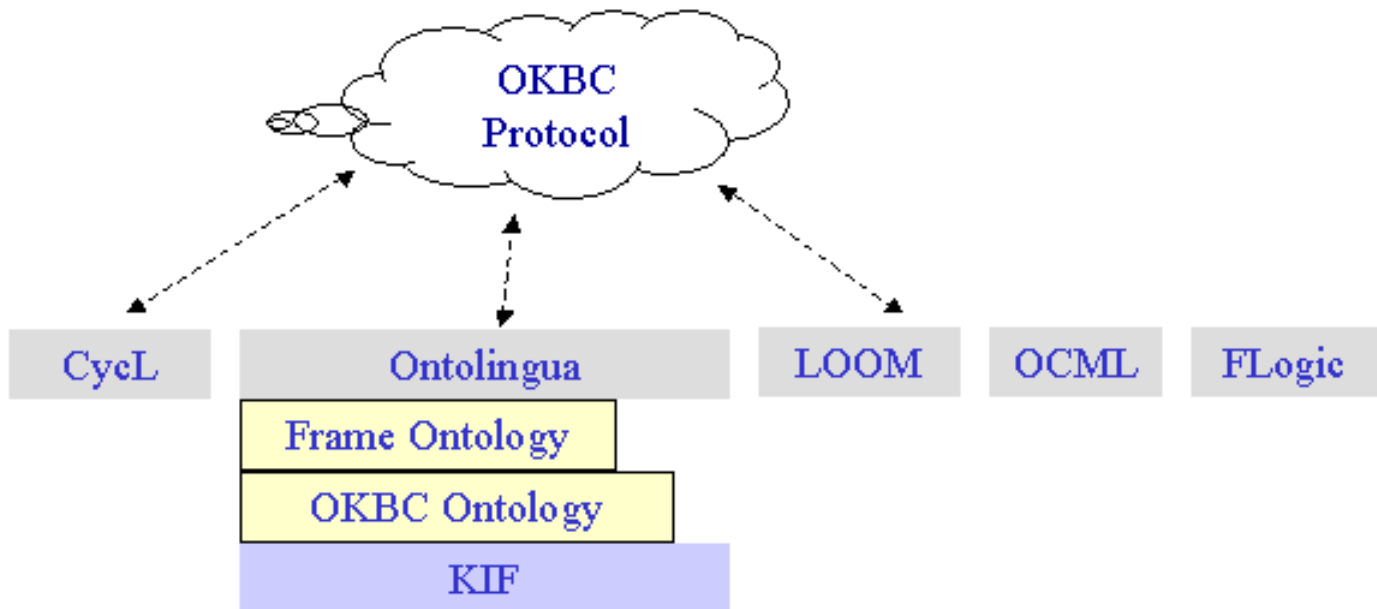 OKBC
Protocol
CycL
Ontolingua
LOOM
OCML
FLogic
Frame Ontology
OKBC Ontology
KIF